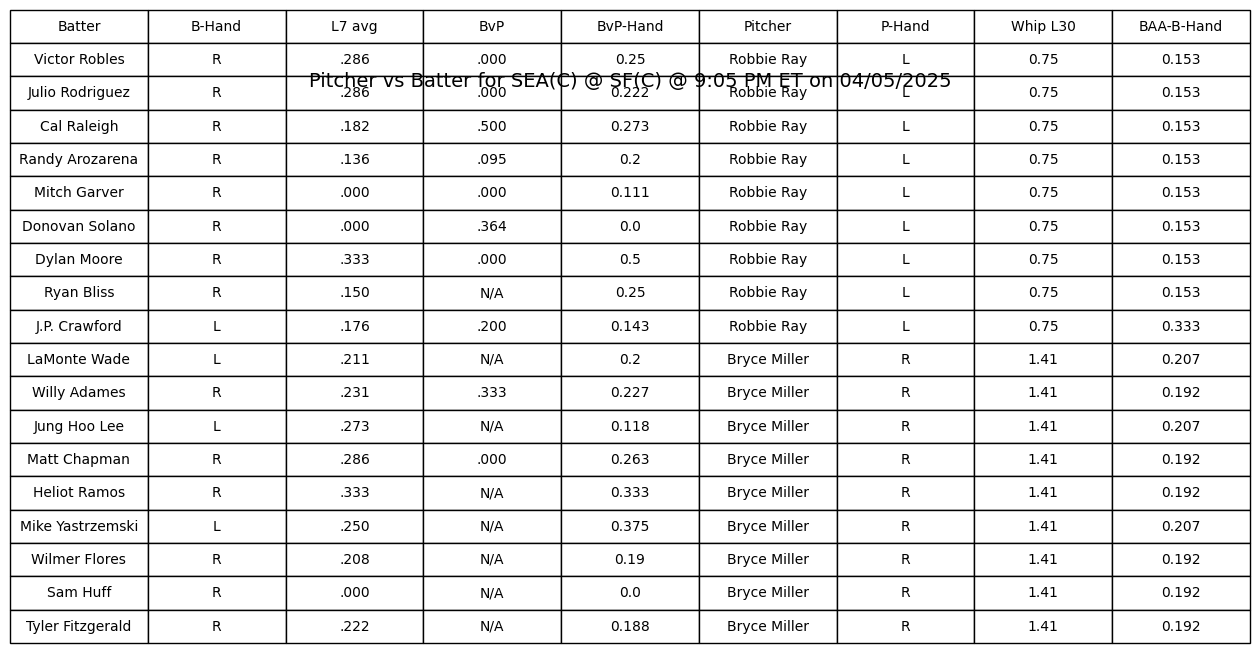 Batter B-Hand L7 avg BvP BvP-Hand Pitcher P-Hand Whip L30 BAA-B-Hand
Victor Robles R .286 .000 0.25 Robbie Ray L 0.75 0.153
Pitcher vs Batter for SEA(C) @ SF(C) @ 9:05 PM ET on 04/05/2025
Julio Rodriguez R .286 .000 0.222 Robbie Ray L 0.75 0.153
Cal Raleigh R .182 .500 0.273 Robbie Ray L 0.75 0.153
Randy Arozarena R .136 .095 0.2 Robbie Ray L 0.75 0.153
Mitch Garver R .000 .000 0.111 Robbie Ray L 0.75 0.153
Donovan Solano R .000 .364 0.0 Robbie Ray L 0.75 0.153
Dylan Moore R .333 .000 0.5 Robbie Ray L 0.75 0.153
Ryan Bliss R .150 N/A 0.25 Robbie Ray L 0.75 0.153
J.P. Crawford L .176 .200 0.143 Robbie Ray L 0.75 0.333
LaMonte Wade L .211 N/A 0.2 Bryce Miller R 1.41 0.207
Willy Adames R .231 .333 0.227 Bryce Miller R 1.41 0.192
Jung Hoo Lee L .273 N/A 0.118 Bryce Miller R 1.41 0.207
Matt Chapman R .286 .000 0.263 Bryce Miller R 1.41 0.192
Heliot Ramos R .333 N/A 0.333 Bryce Miller R 1.41 0.192
Mike Yastrzemski L .250 N/A 0.375 Bryce Miller R 1.41 0.207
Wilmer Flores R .208 N/A 0.19 Bryce Miller R 1.41 0.192
Sam Huff R .000 N/A 0.0 Bryce Miller R 1.41 0.192
Tyler Fitzgerald R .222 N/A 0.188 Bryce Miller R 1.41 0.192